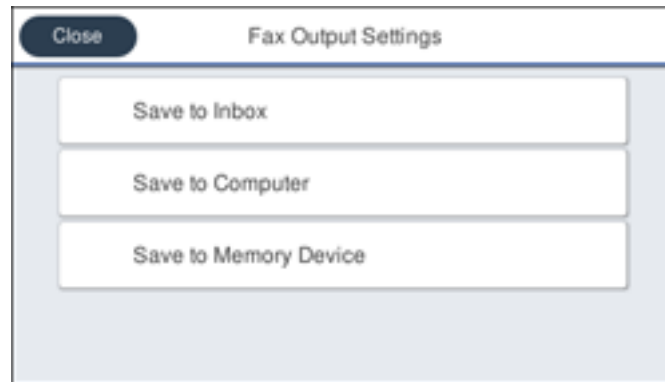 Close
Fax Output Settings
Save to Inbox
Save to Computer
Save to Memory Device